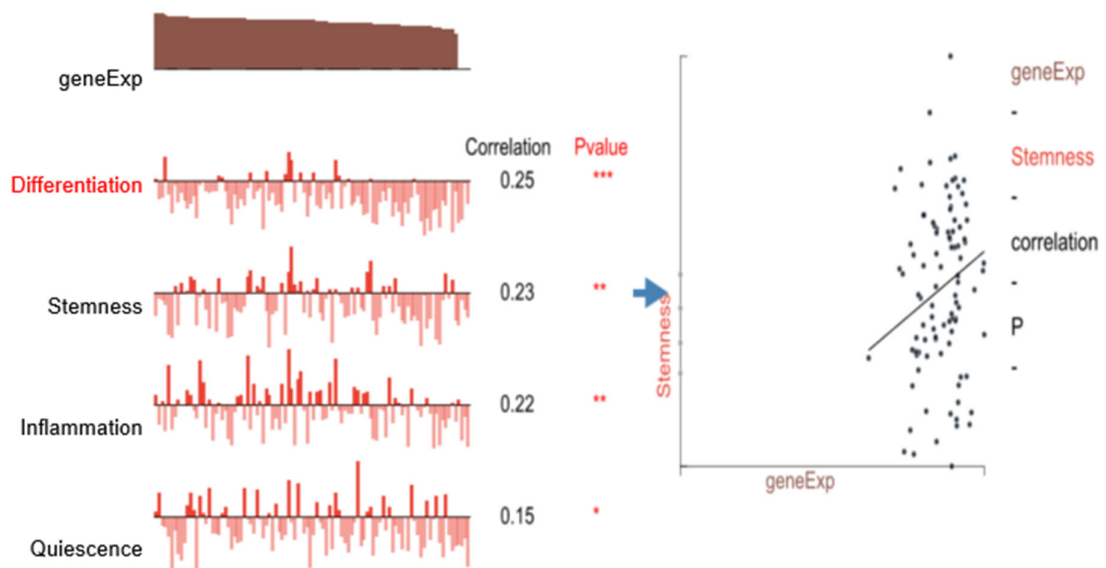 geneExp
Correlation Pvalue
Differentiation 0.25 ***
Stemness 0.23 **
Inflammation 0.22 **
Quiescence 0.15 *
Stemness
geneExp
geneExp
-
Stemness
-
correlation
-
P
-